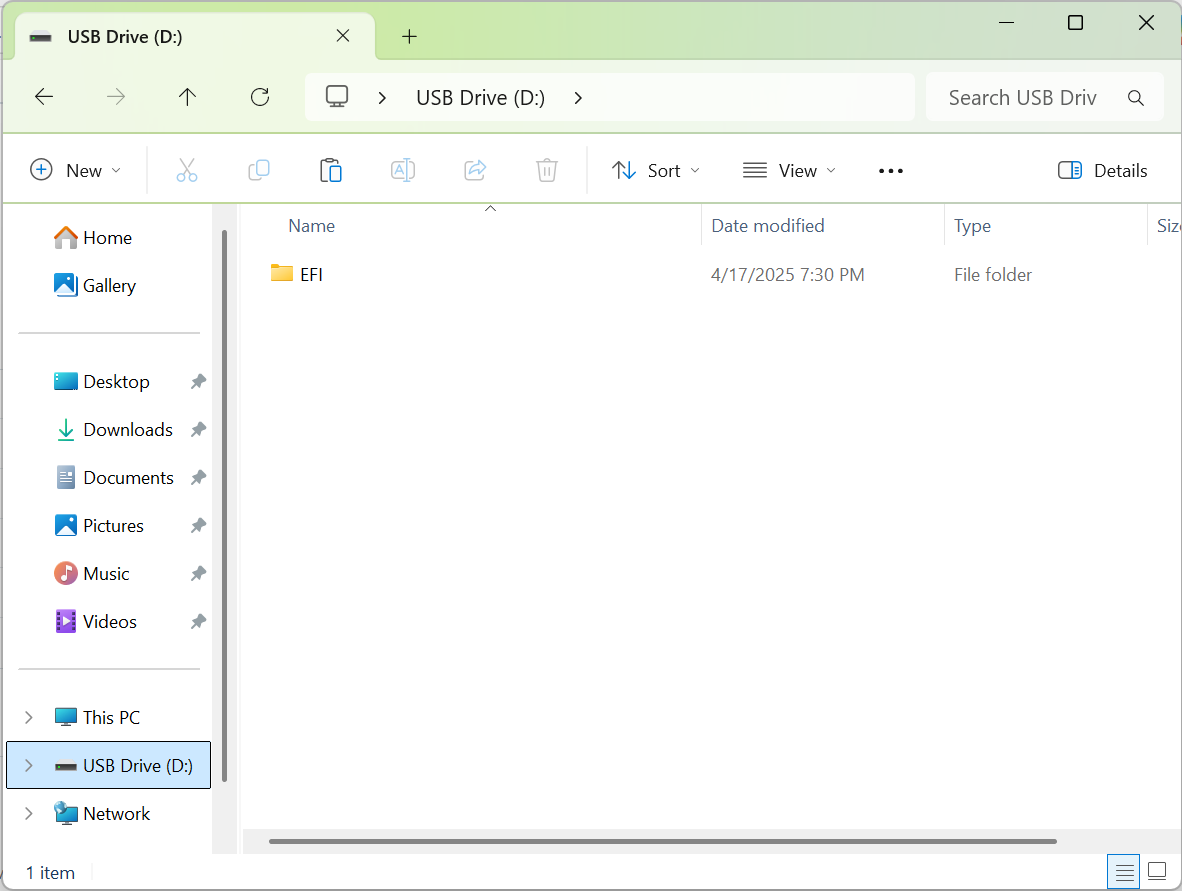 USB Drive (D:)
USB Drive (D:)
Search USB Driv
New
Sort
View
Details
Name
Date modified
Type
Siz
EFI
4/17/2025 7:30 PM
File folder
Home
Gallery
Desktop
Downloads
Documents
Pictures
Music
Videos
This PC
USB Drive (D:)
Network
1 item